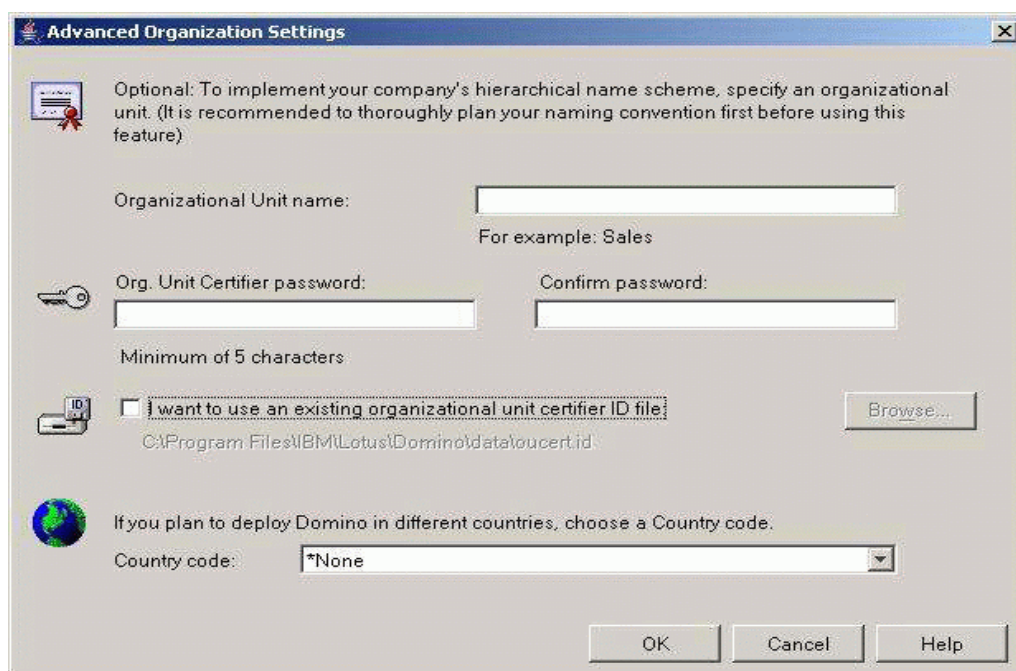 Advanced Organization Settings
Optional: To implement your company's hierarchical name scheme, specify an organizational
unit. (It is recommended to thoroughly plan your naming convention first before using this
feature)
Organizational Unit name:
For example: Sales
Org. Unit Certifier password:
Confirm password:
Minimum of 5 characters
ID
I want to use an existing organizational unit certifier ID file:
Browse...
C:\Program Files\IBM\Lotus\Domino\data\oucert.id
If you plan to deploy Domino in different countries, choose a Country code.
Country code:
*None
OK
Cancel
Help